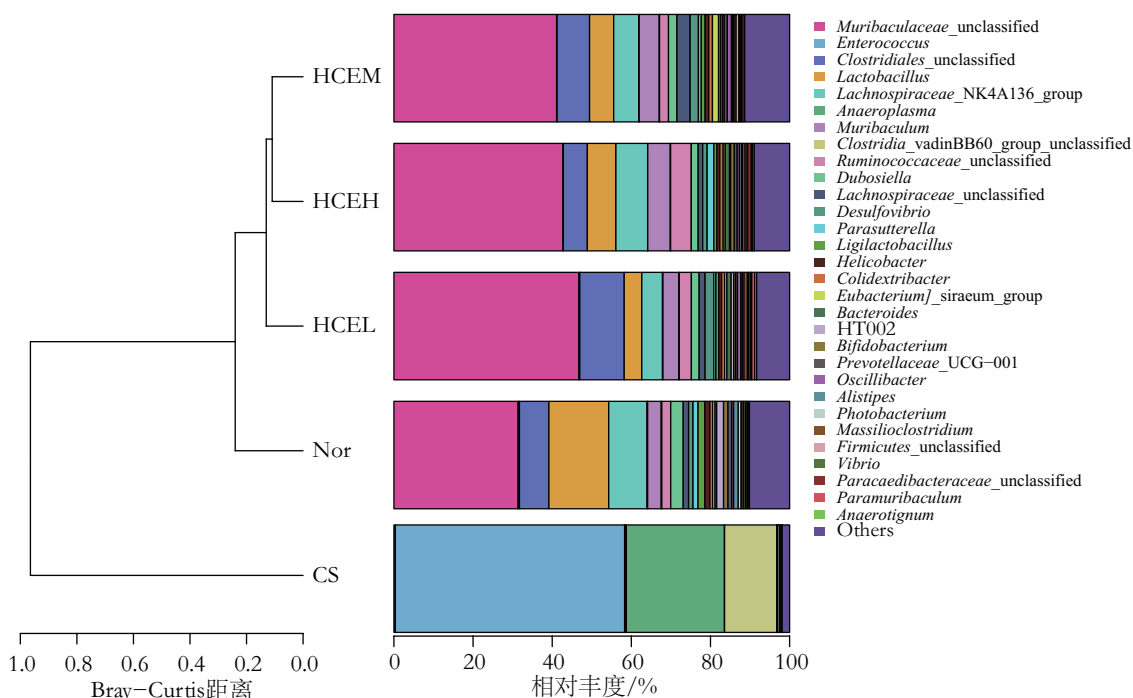 HCEM
HCEH
HCEL
Nor
CS
1.0 0.8 0.6 0.4 0.2 0.0
Bray-Curtis距离
0 20 40 60 80 100
相对丰度/%
Muribaculaceae_unclassified
Enterococcus
Clostridiales_unclassified
Lactobacillus
Lachnospiraceae_NK4A136_group
Anaeroplasma
Muribaculum
Clostridia_vadinBB60_group_unclassified
Ruminococcaceae_unclassified
Dubosiella
Lachnospiraceae_unclassified
Desulfovibrio
Parasutterella
Ligilactobacillus
Helicobacter
Colidextribacter
Eubacterium]_siraeum_group
Bacteroides
HT002
Bifidobacterium
Prevotellaceae_UCG-001
Oscillibacter
Alistipes
Photobacterium
Massilioclostridium
Firmicutes_unclassified
Vibrio
Paracaedibacteraceae_unclassified
Paramuribaculum
Anaerotignum
Others